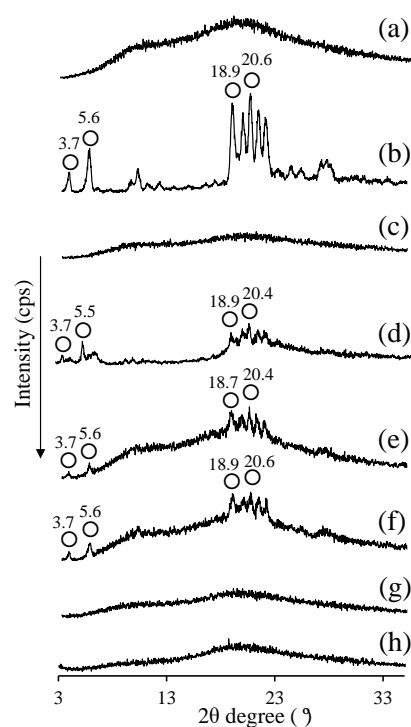 (a)
18.9 20.6
3.7 5.6
(b)
(c)
Intensity (cps)
3.7 5.5 18.9 20.4
(d)
18.7 20.4
3.7 5.6
(e)
18.9 20.6
3.7 5.6
(f)
(g)
(h)
3 13 23 33
2θ degree (°)